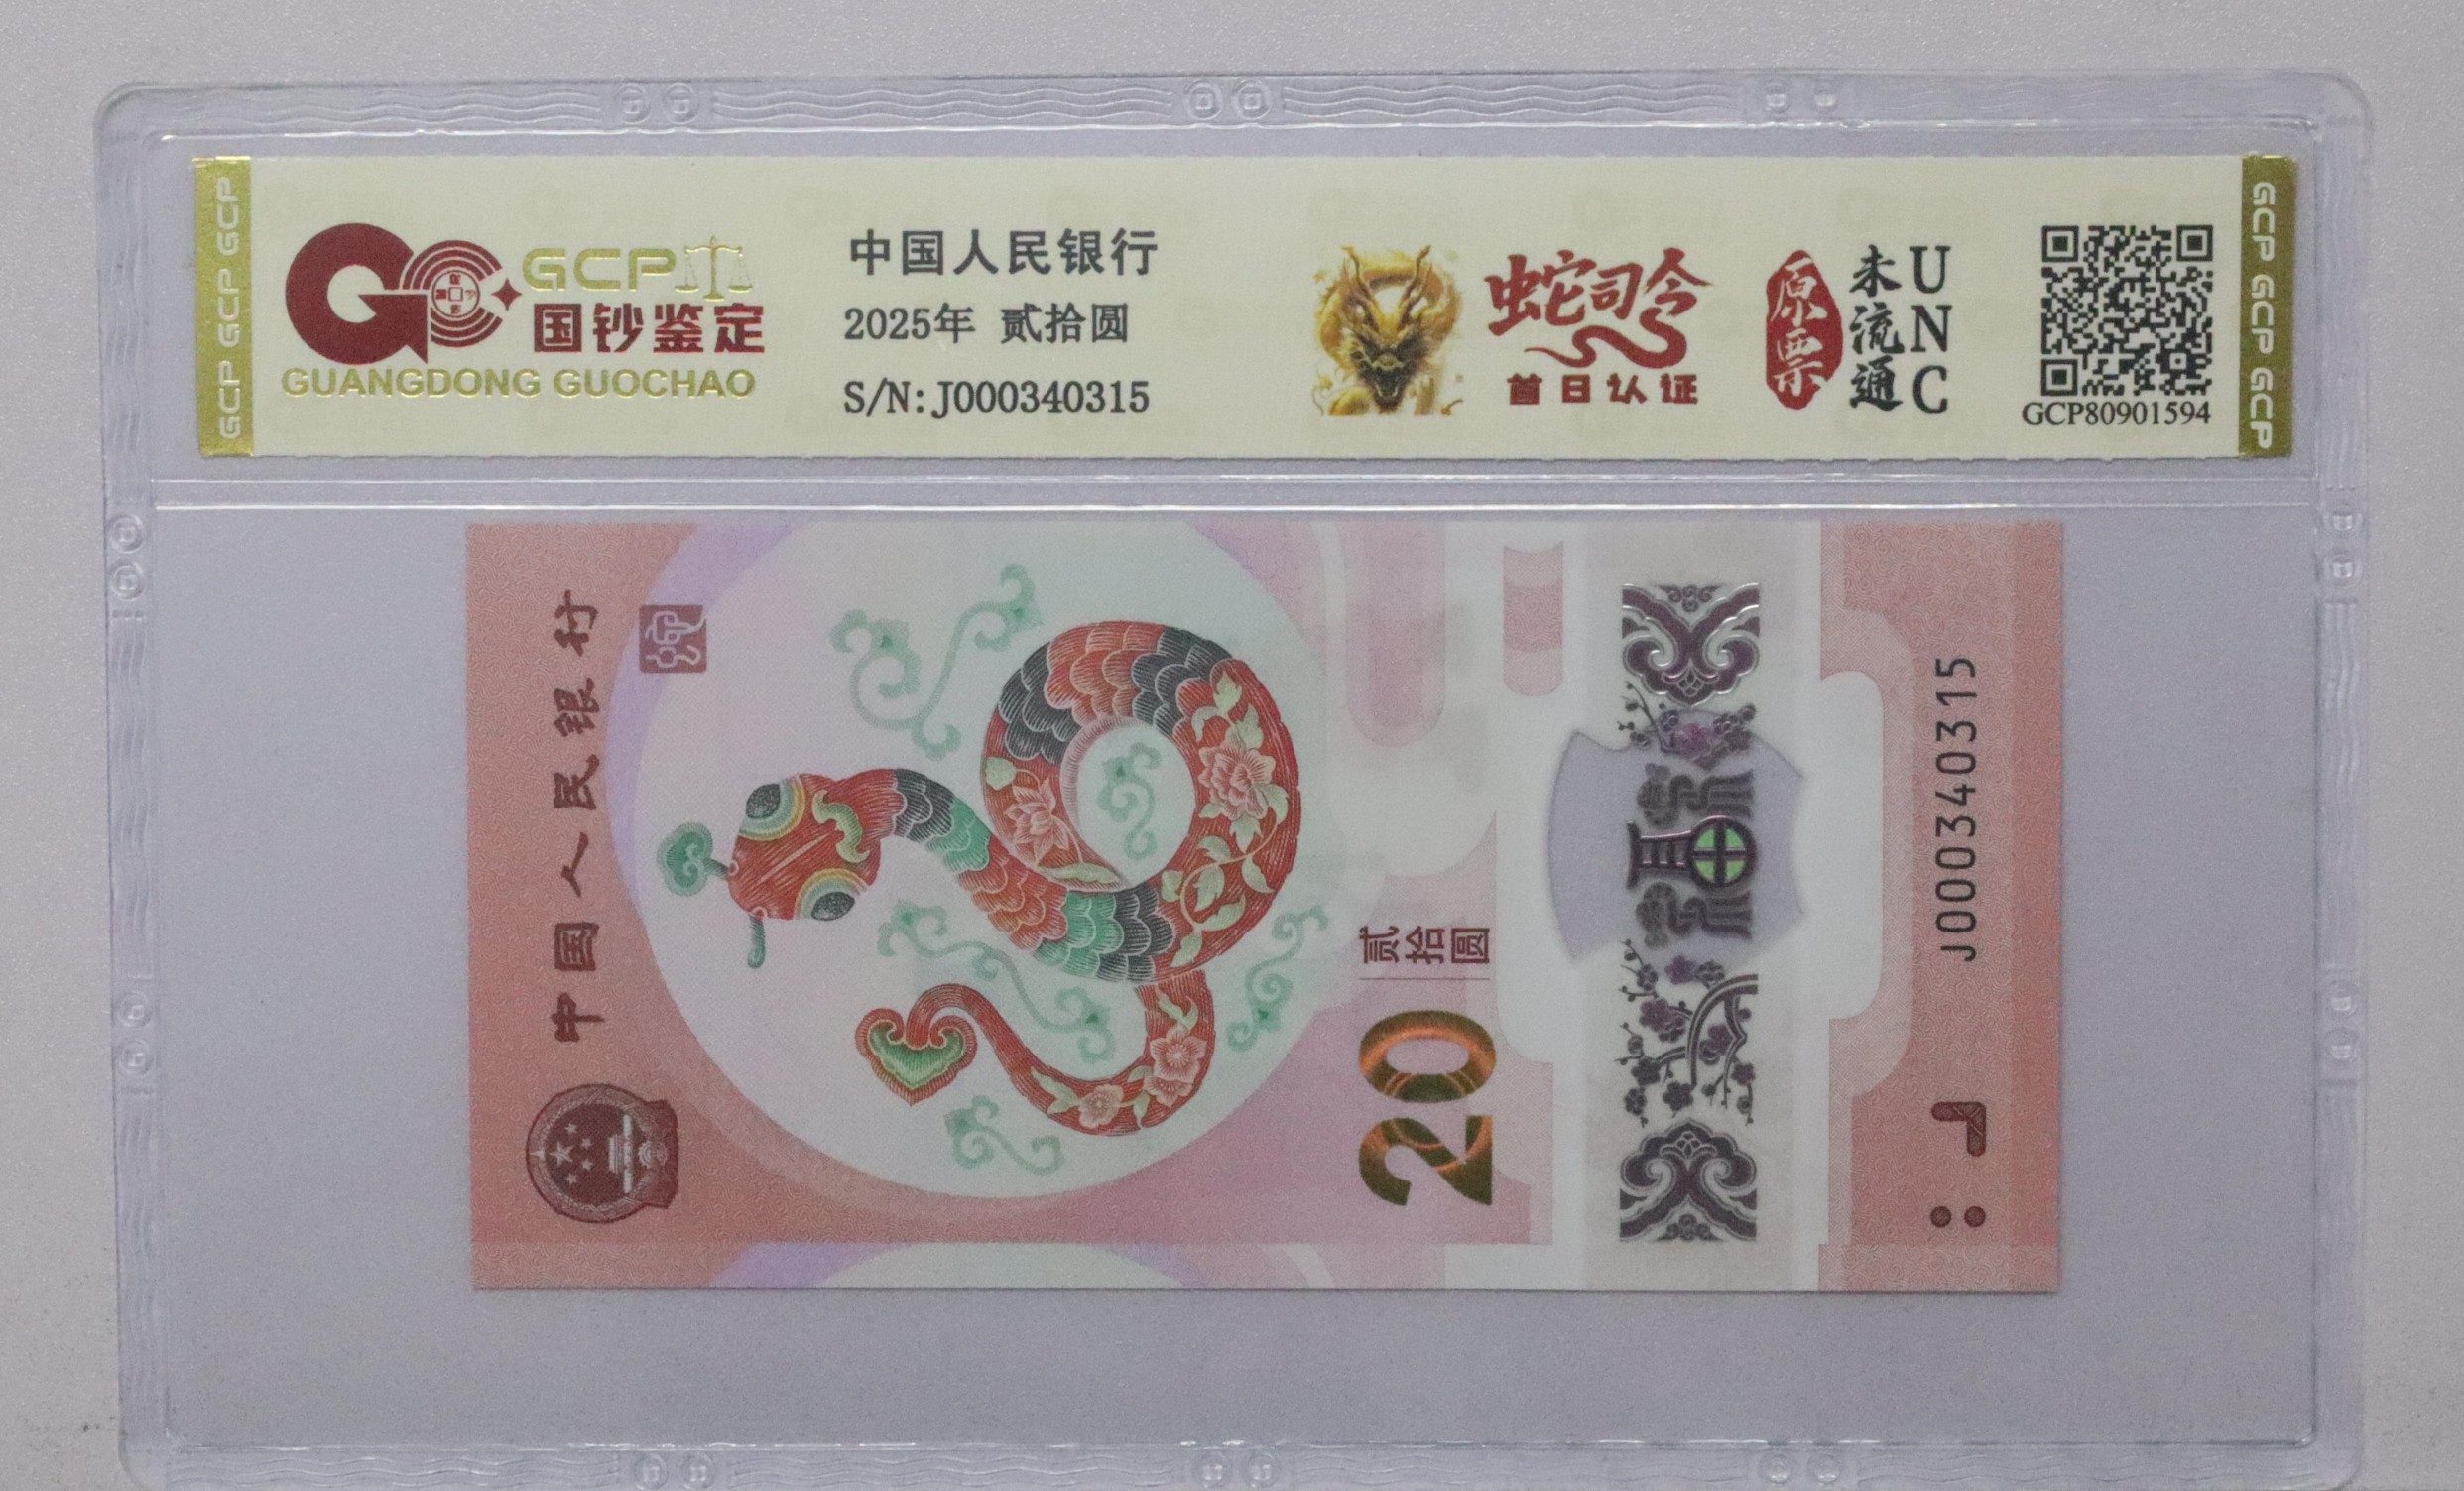 GCP GCP GCP
GCP
国钞鉴定
GUANGDONG GUOCHAO
中国人民银行
2025年 贰拾圆
S/N:J000340315
蛇司令
首日认证
原票
未流通
UNC
GCP80901594
GCP GCP GCP
中国人民银行
贰拾圆
20
福
J000340315